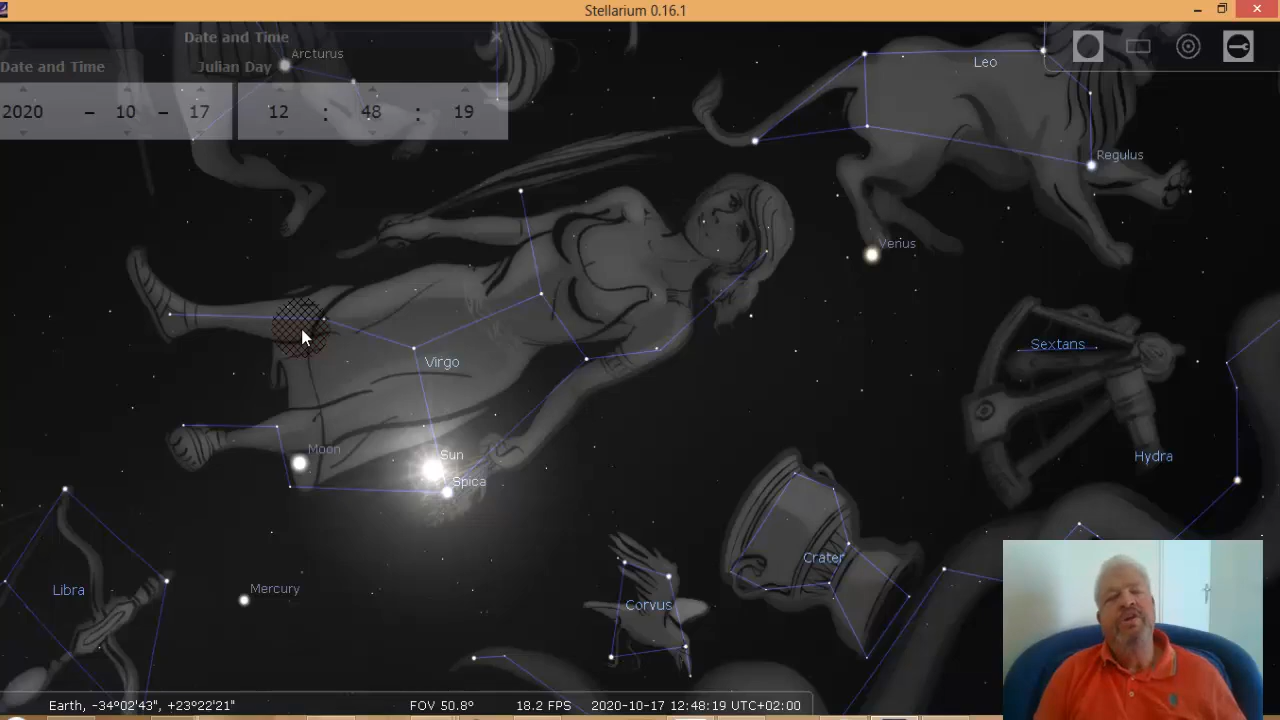 Stellarium 0.16.1
Date and Time
Arcturus
Date and Time
Julian Day
2020 - 10 - 17 12 : 48 : 19
Leo
Regulus
Venus
Sextans
Virgo
Hydra
Moon
Sun
Spica
Crater
Mercury
Libra
Corvus
Earth, -34°02'43", +23°22'21" FOV 50.8° 18.2 FPS 2020-10-17 12:48:19 UTC+02:00